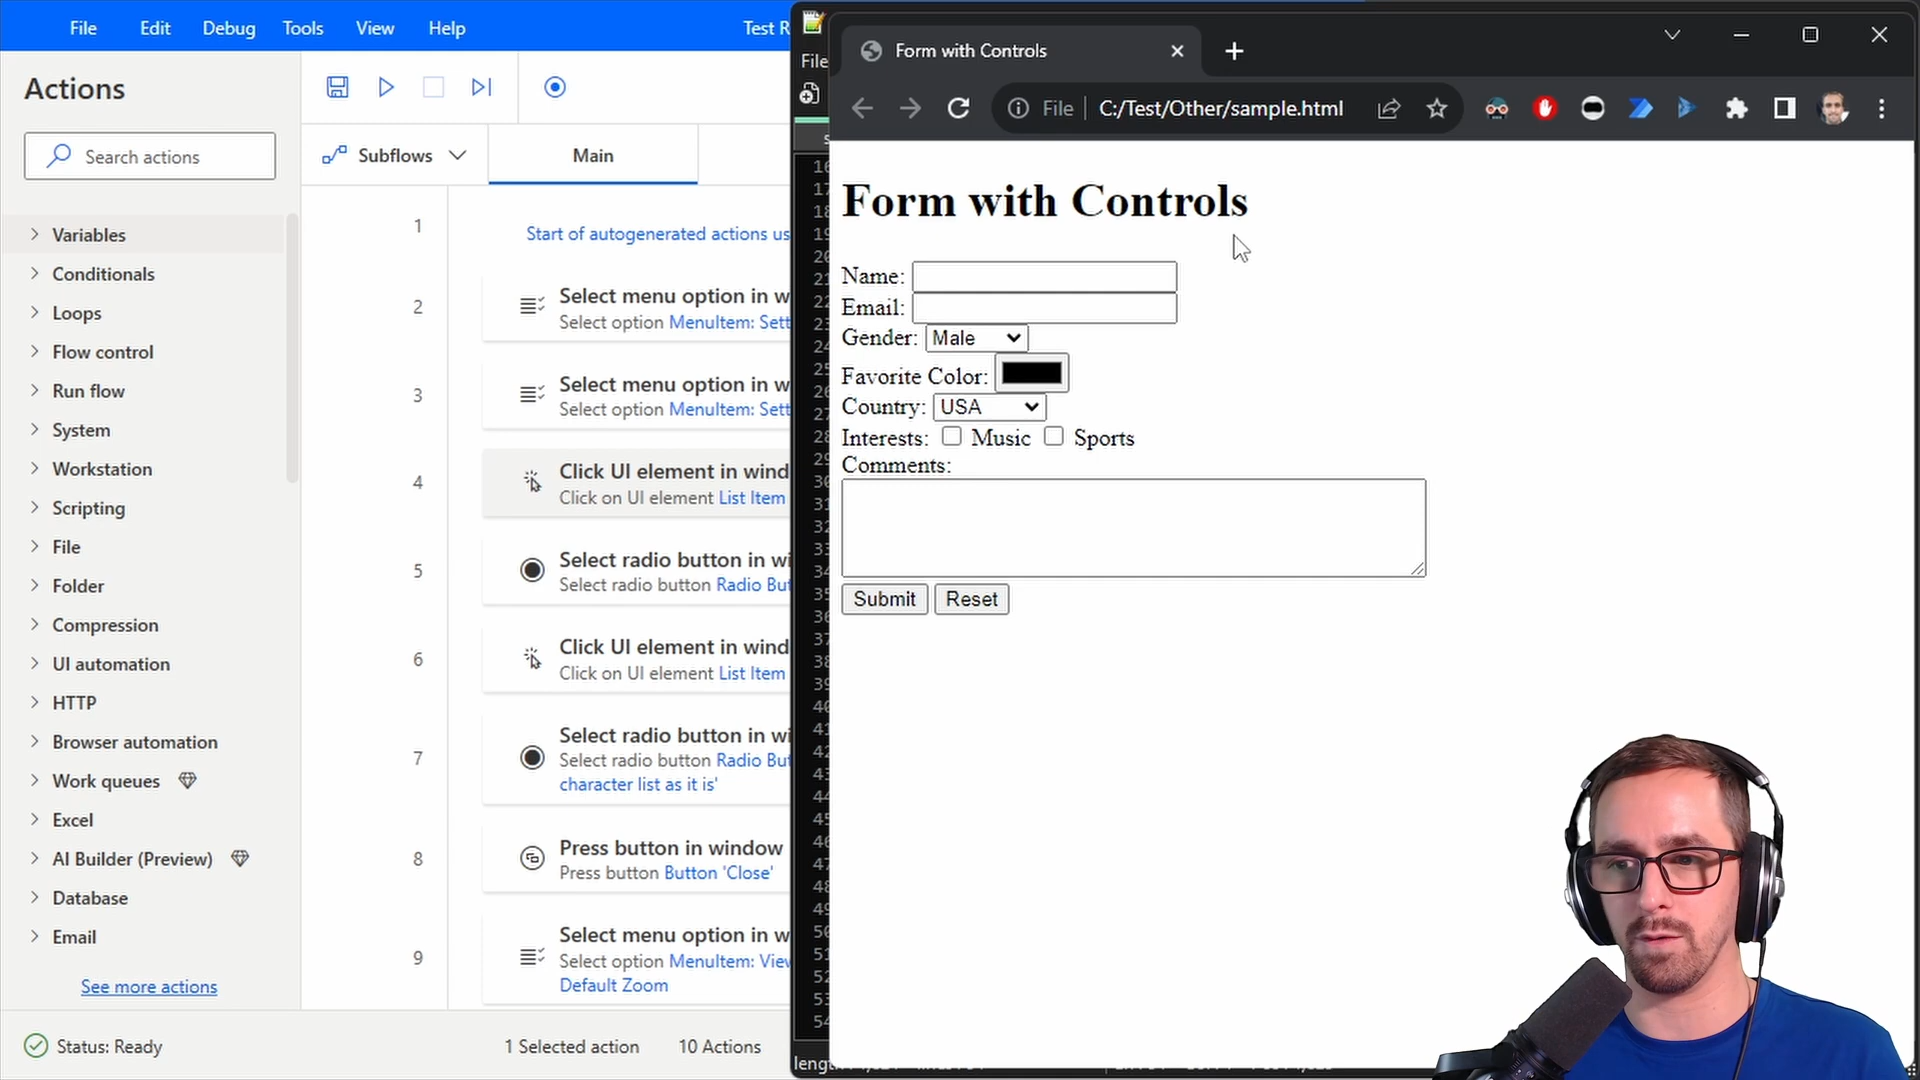 File Edit Debug Tools View Help
Test R
Actions
Search actions
Variables
Conditionals
Loops
Flow control
Run flow
System
Workstation
Scripting
File
Folder
Compression
UI automation
HTTP
Browser automation
Work queues
Excel
AI Builder (Preview)
Database
Email
See more actions
Status: Ready
1 Selected action
10 Actions
Subflows
Main
1
Start of autogenerated actions us
2
Select menu option in w
Select option MenuItem: Sett
3
Select menu option in w
Select option MenuItem: Sett
4
Click UI element in wind
Click on UI element List Item
5
Select radio button in wi
Select radio button Radio But
6
Click UI element in wind
Click on UI element List Item
7
Select radio button in wi
Select radio button Radio But
character list as it is'
8
Press button in window
Press button Button 'Close'
9
Select menu option in w
Select option MenuItem: View
Default Zoom
File
Form with Controls
File
C:/Test/Other/sample.html
Form with Controls
Name:
Email:
Gender: Male
Favorite Color:
Country: USA
Interests: Music Sports
Comments:
Submit Reset